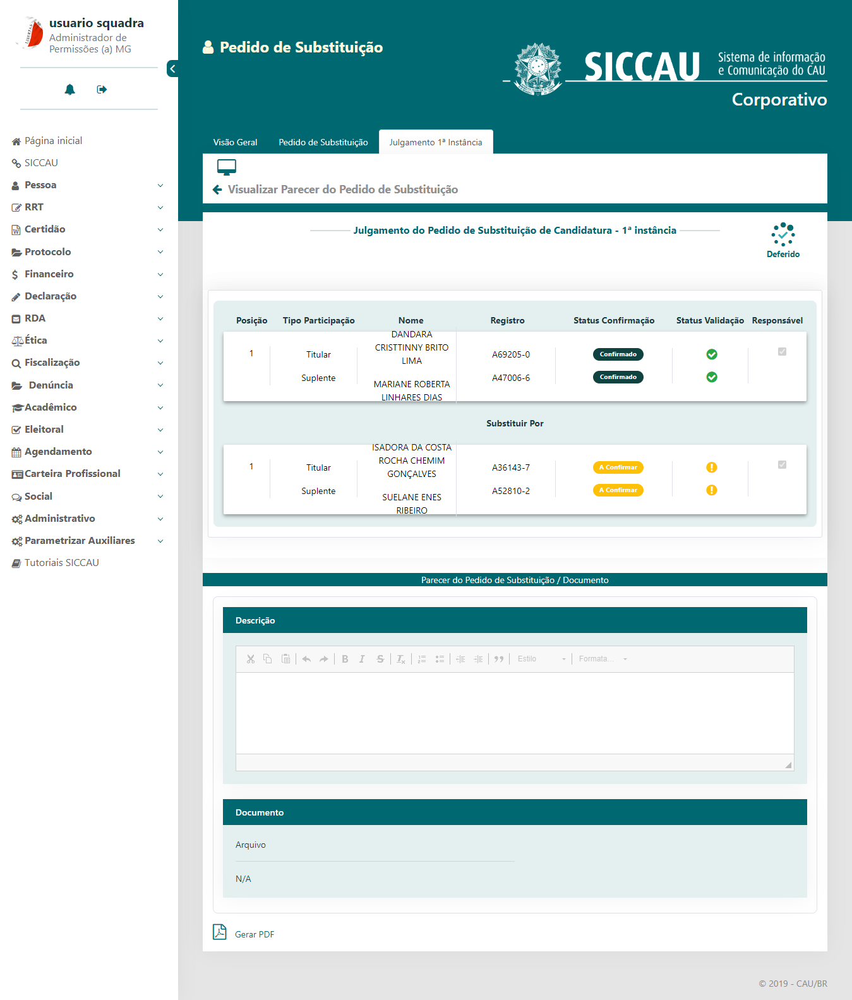 usuario squadra
Administrador de
Permissões (a) MG
Página inicial
SICCAU
Pessoa
RRT
Certidão
Protocolo
Financeiro
Declaração
RDA
Ética
Fiscalização
Denúncia
Acadêmico
Eleitoral
Agendamento
Carteira Profissional
Social
Administrativo
Parametrizar Auxiliares
Tutoriais SICCAU
Pedido de Substituição
SICCAU Sistema de informação
e Comunicação do CAU
Corporativo
Visão Geral Pedido de Substituição Julgamento 1ª Instância
Visualizar Parecer do Pedido de Substituição
Julgamento do Pedido de Substituição de Candidatura - 1ª instância
Deferido
Posição Tipo Participação Nome Registro Status Confirmação Status Validação Responsável
1 Titular DANDARA CRISTTINNY BRITO LIMA A69205-0 Confirmado
Suplente MARIANE ROBERTA LINHARES DIAS A47006-6 Confirmado
Substituir Por
1 Titular ISADORA DA COSTA ROCHA CHEMIM GONÇALVES A36143-7 A Confirmar
Suplente SUELANE ENES RIBEIRO A52810-2 A Confirmar
Parecer do Pedido de Substituição / Documento
Descrição
Estilo Formata...
Documento
Arquivo
N/A
Gerar PDF
© 2019 - CAU/BR